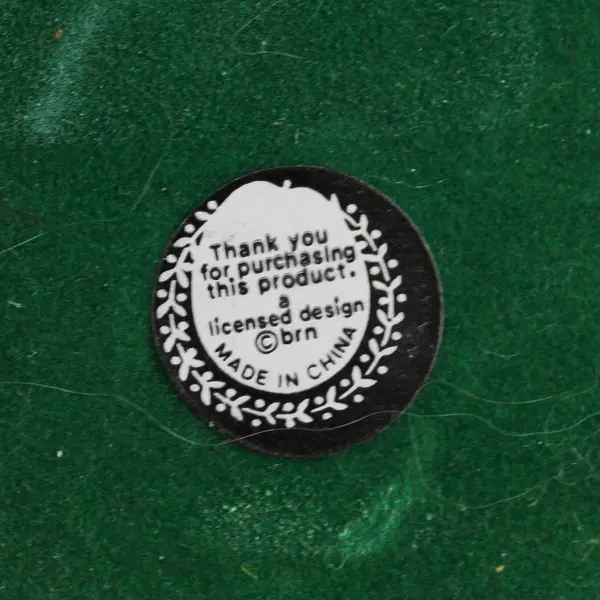 Thank you
for purchasing
this product.
a
licensed design
©brn
MADE IN CHINA